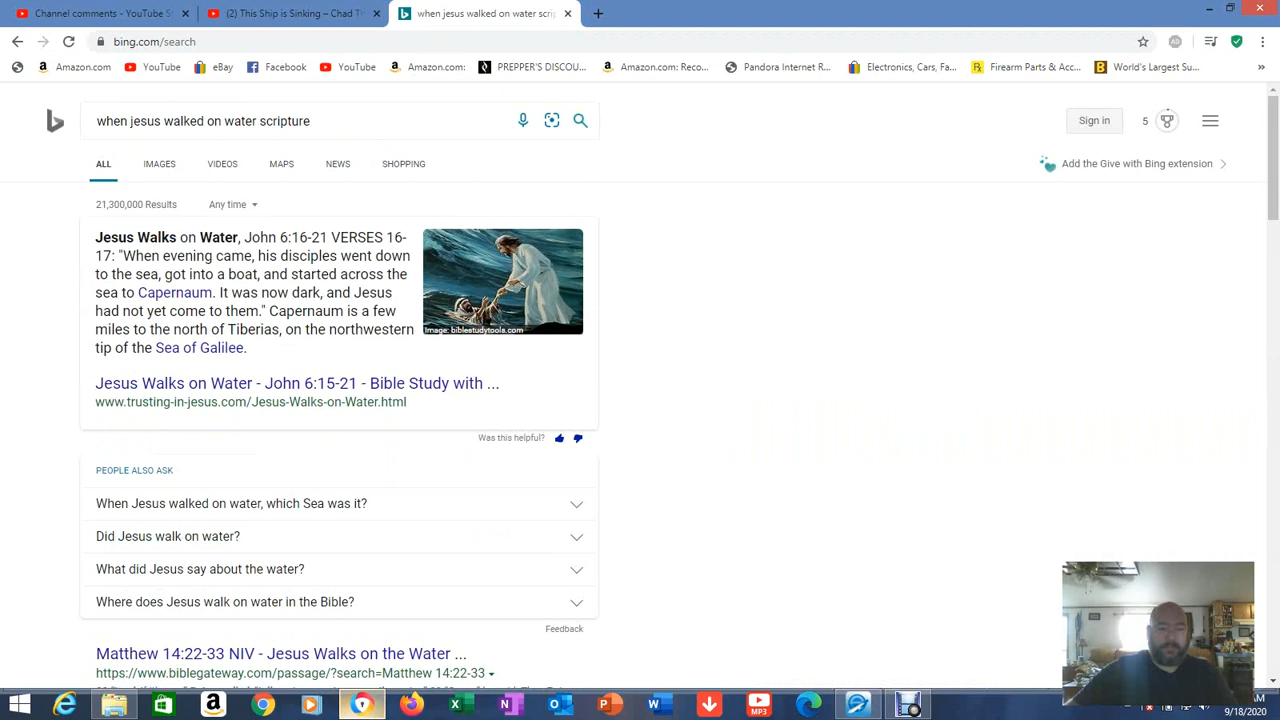 Channel comments - YouTube St
(2) This Ship is Sinking – Chad T
when jesus walked on water scrip
bing.com/search
Amazon.com
YouTube
eBay
Facebook
YouTube
Amazon.com:
PREPPER'S DISCOU...
Amazon.com: Reco...
Pandora Internet R...
Electronics, Cars, Fa...
Firearm Parts & Acc...
World's Largest Su...
»
when jesus walked on water scripture
Sign in
5
ALL IMAGES VIDEOS MAPS NEWS SHOPPING
Add the Give with Bing extension
21,300,000 Results Any time
Jesus Walks on Water, John 6:16-21 VERSES 16-
17: "When evening came, his disciples went down
to the sea, got into a boat, and started across the
sea to Capernaum. It was now dark, and Jesus
had not yet come to them." Capernaum is a few
miles to the north of Tiberias, on the northwestern
tip of the Sea of Galilee.
Image: biblestudytools.com
Jesus Walks on Water - John 6:15-21 - Bible Study with ...
www.trusting-in-jesus.com/Jesus-Walks-on-Water.html
Was this helpful?
PEOPLE ALSO ASK
When Jesus walked on water, which Sea was it?
Did Jesus walk on water?
What did Jesus say about the water?
Where does Jesus walk on water in the Bible?
Feedback
Matthew 14:22-33 NIV - Jesus Walks on the Water ...
https://www.biblegateway.com/passage/?search=Matthew 14:22-33
MP3
AM
9/18/2020